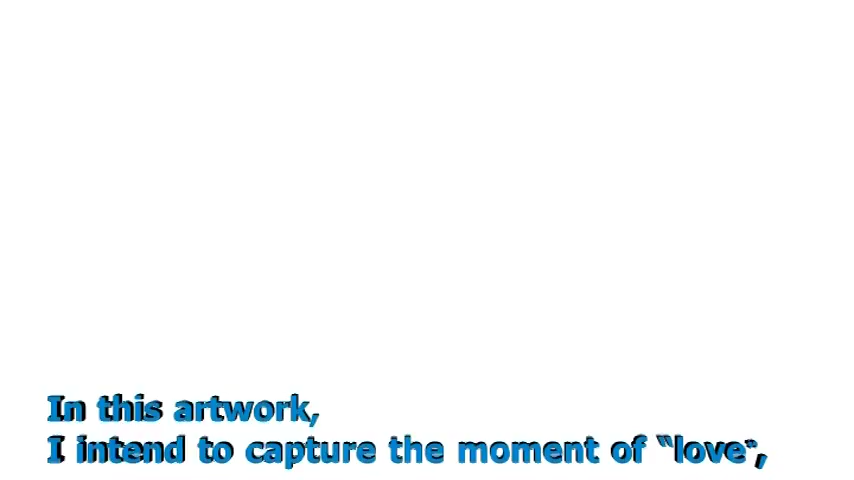 In this artwork,
I intend to capture the moment of “love”,